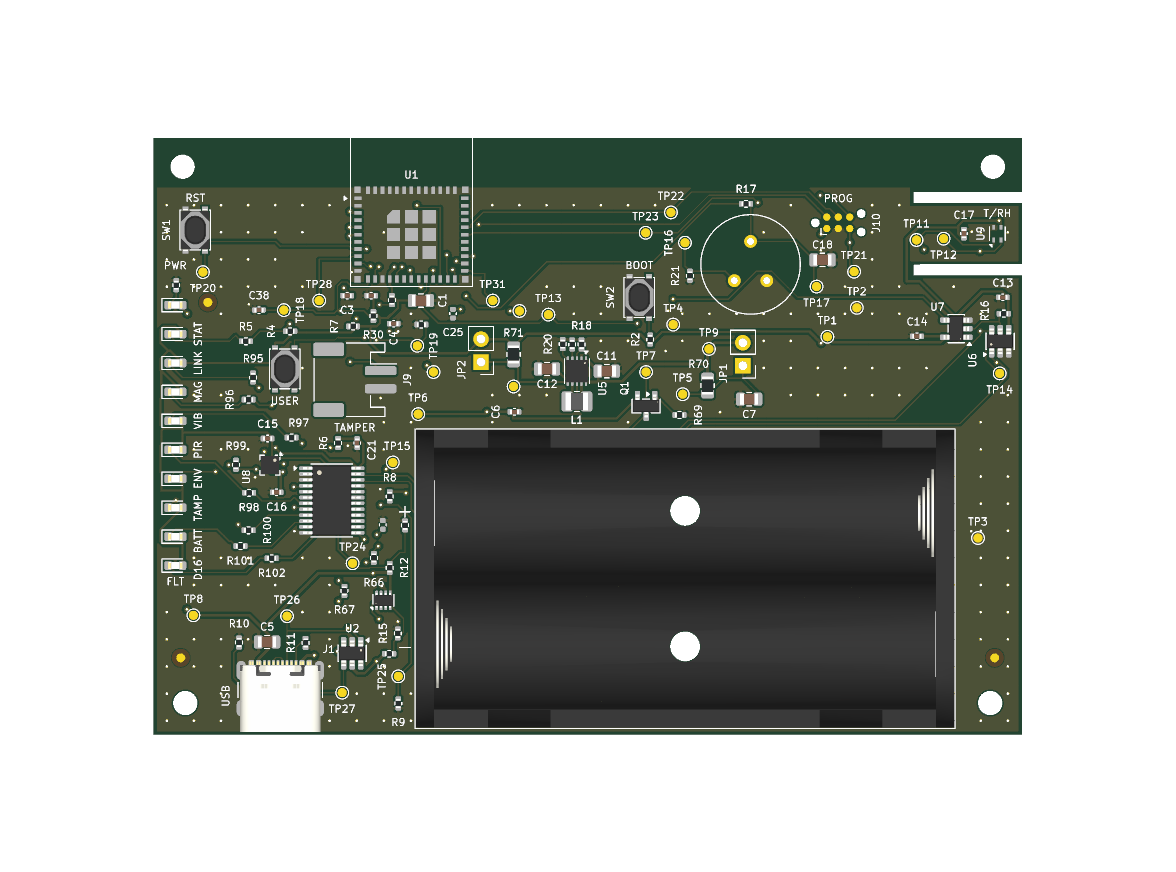 U1
RST
SW1
PWR
TP20
C38
TP18
TP28
C3
C1
TP31
TP13
TP22
TP23
TP16
R17
PROG
J10
C18
TP21
TP11
C17
T/RH
U9
TP12
BOOT
SW2
R21
TP17
TP2
C13
R16
U7
C14
U6
TP14
STAT
R5
R4
R7
R30
C4
TP19
C25
R71
R18
R20
TP4
R2
TP9
TP1
LINK
R95
J9
JP2
C12
C11
U5
TP7
Q1
R70
TP5
JP1
MAG
R96
USER
TP6
C6
L1
R69
C7
VIB
C15
R97
TAMPER
R6
C21
TP15
PIR
R99
U8
R8
ENV
R98
C16
TAMP
R100
+
TP3
BATT
R101
TP24
R12
D16
R102
FLT
R66
R67
TP8
TP26
R10
C5
R11
U2
J1
R15
−
TP25
USB
TP27
R9